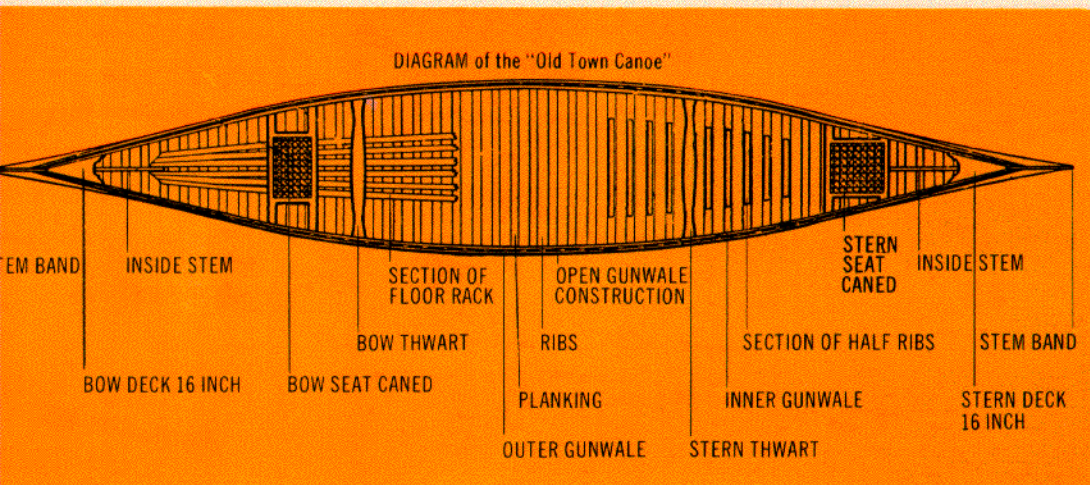 DIAGRAM of the "Old Town Canoe"
TEM BAND
INSIDE STEM
SECTION OF
FLOOR RACK
OPEN GUNWALE
CONSTRUCTION
STERN
SEAT
CANED
INSIDE STEM
BOW THWART
RIBS
SECTION OF HALF RIBS
STEM BAND
BOW DECK 16 INCH
BOW SEAT CANED
PLANKING
INNER GUNWALE
STERN DECK
16 INCH
OUTER GUNWALE
STERN THWART